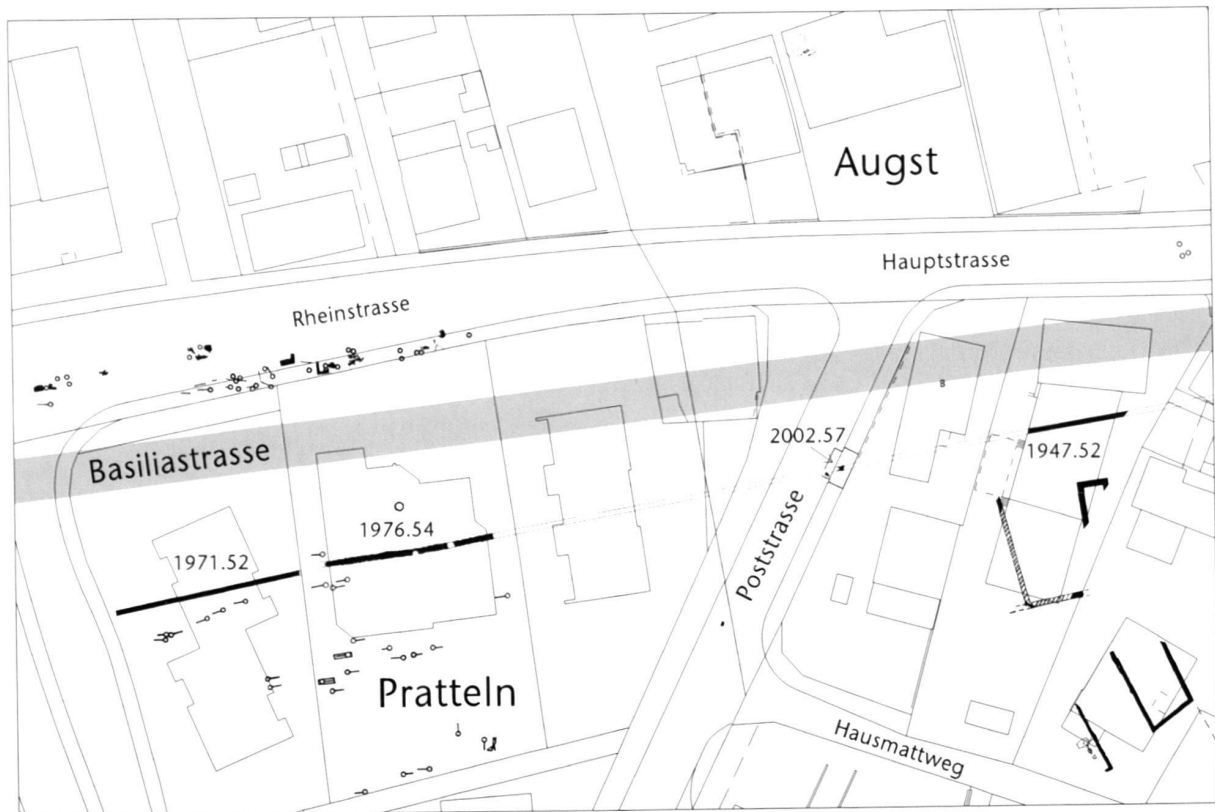 Augst
Hauptstrasse
Rheinstrasse
2002.57
1947.52
Basiliastrasse
1976.54
1971.52
Poststrasse
Pratteln
Hausmattweg